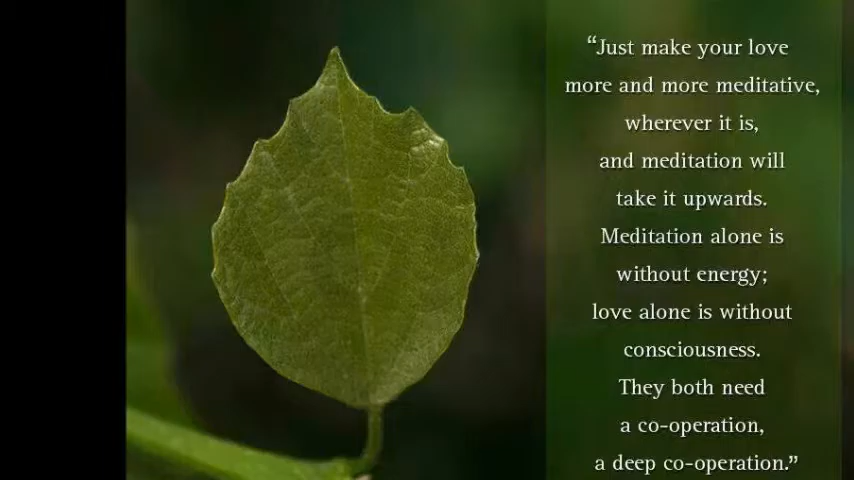 “Just make your love
more and more meditative,
wherever it is,
and meditation will
take it upwards.
Meditation alone is
without energy;
love alone is without
consciousness.
They both need
a co-operation,
a deep co-operation.”